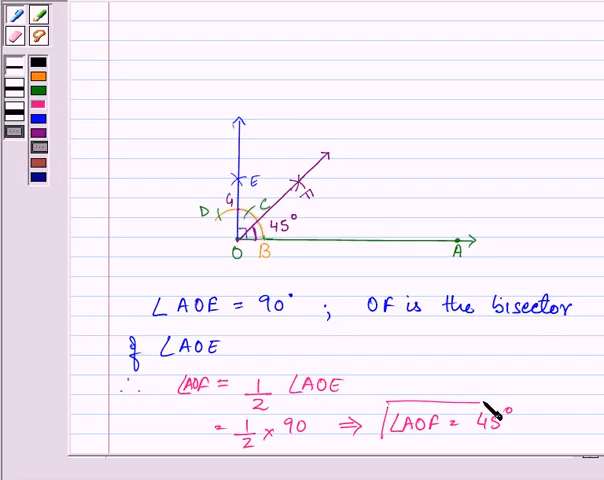 E
G
D C F
45°
O B A
∠AOE = 90° ; OF is the bisector
of ∠AOE
∴ ∠AOF = 1/2 ∠AOE
= 1/2 × 90 ⇒ ∠AOF = 45°